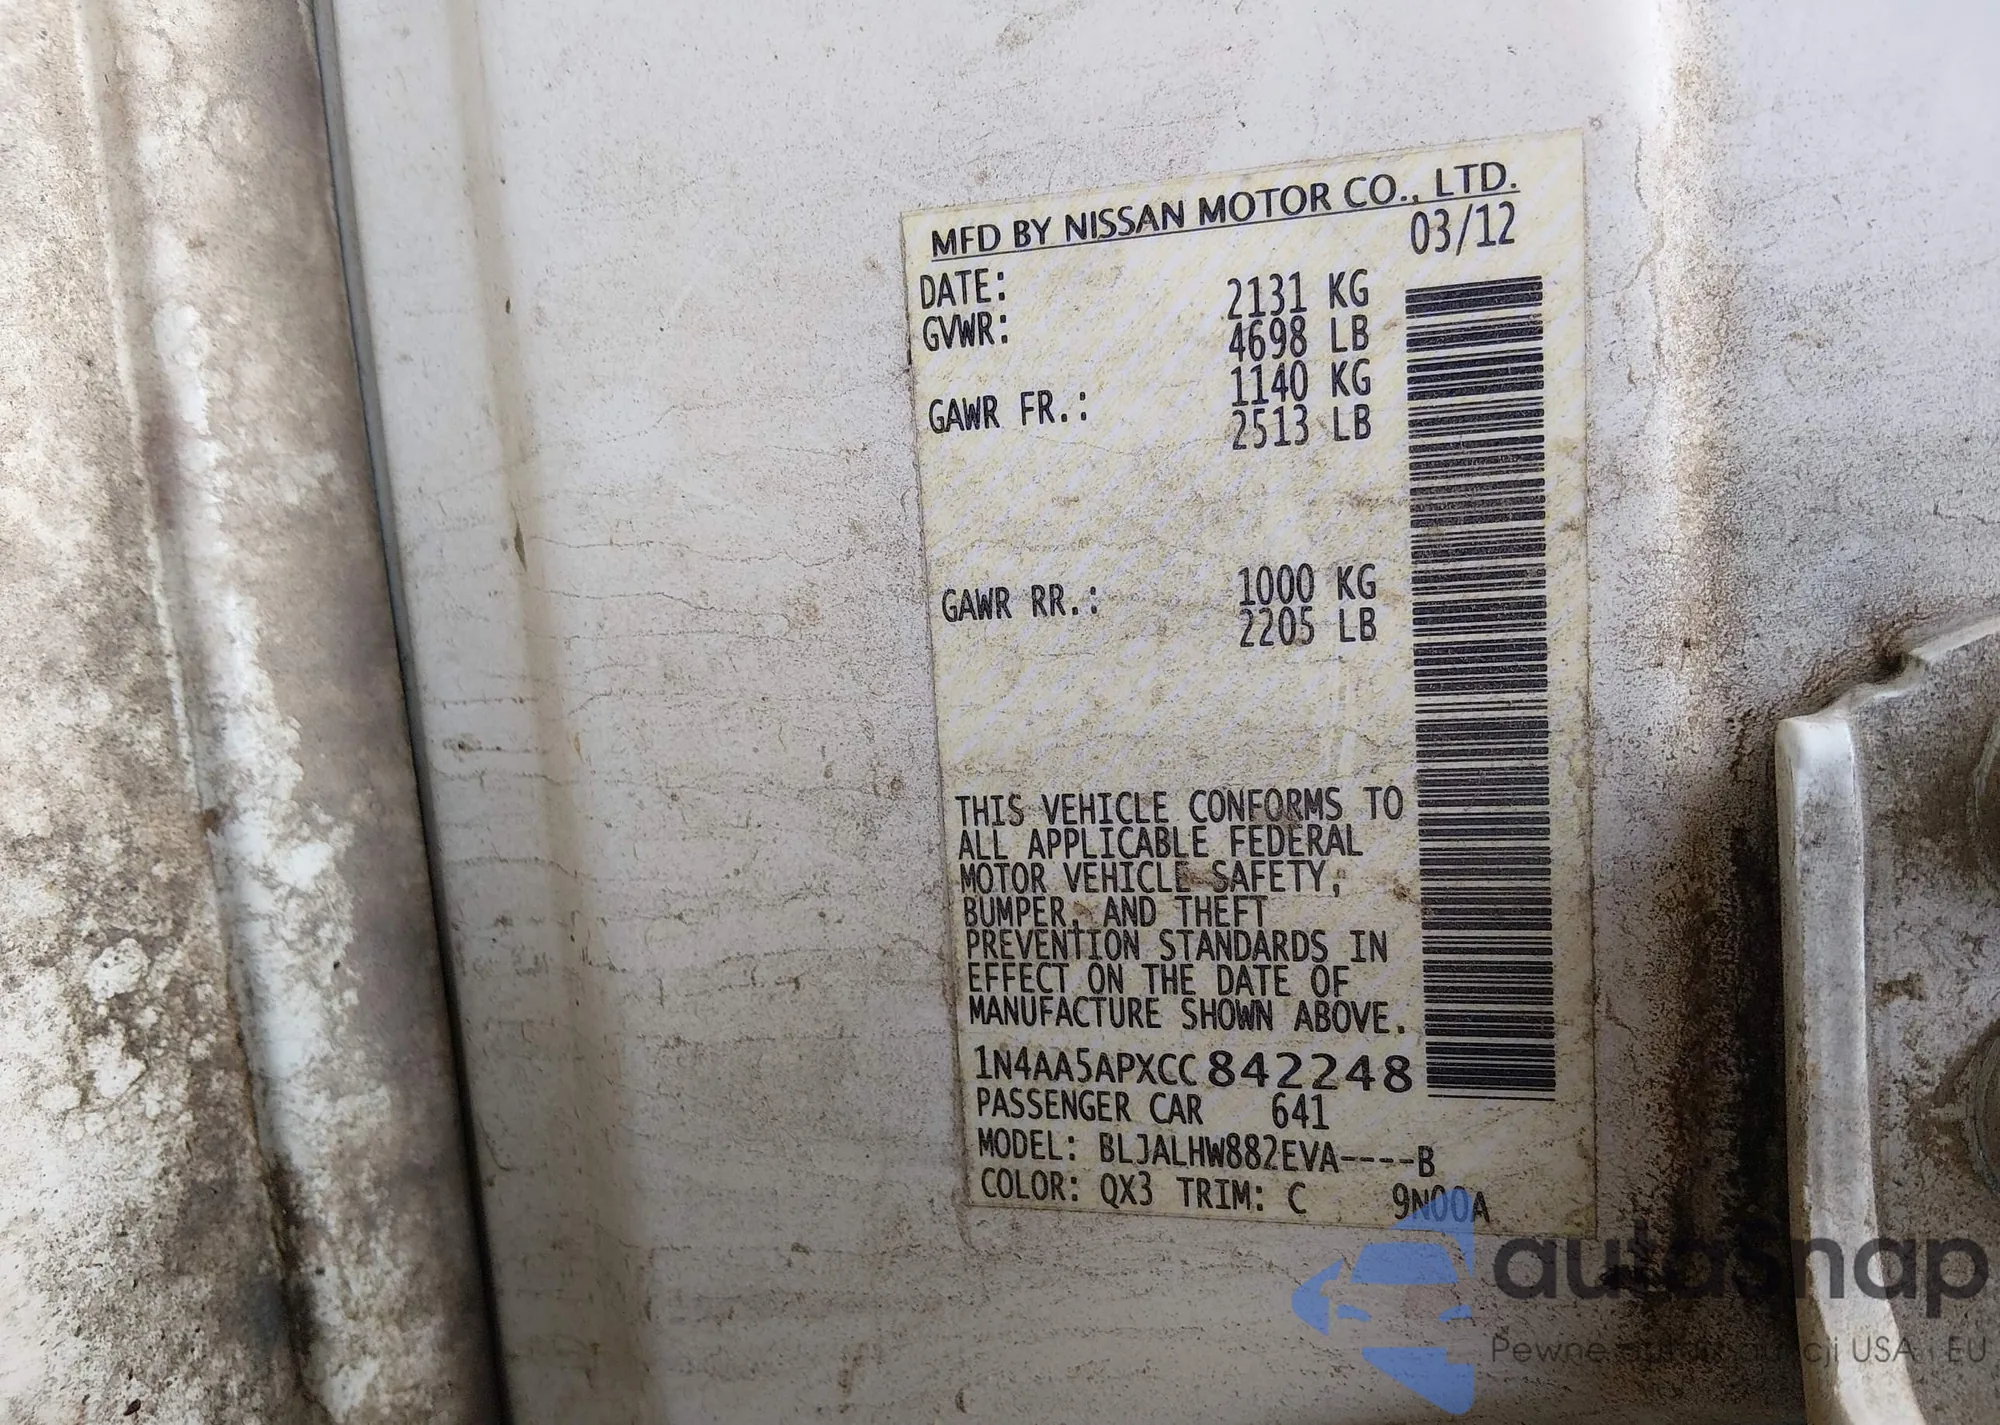 MFD BY NISSAN MOTOR CO., LTD.
DATE: 03/12
GVWR: 2131 KG
4698 LB
GAWR FR.: 1140 KG
2513 LB
GAWR RR.: 1000 KG
2205 LB
THIS VEHICLE CONFORMS TO
ALL APPLICABLE FEDERAL
MOTOR VEHICLE SAFETY,
BUMPER, AND THEFT
PREVENTION STANDARDS IN
EFFECT ON THE DATE OF
MANUFACTURE SHOWN ABOVE.
1N4AA5APXCC842248
PASSENGER CAR 641
MODEL: BLJALHW882EVA----B
COLOR: QX3 TRIM: C 9N00A
autasnap
Pewne auta z aukcji USA i EU